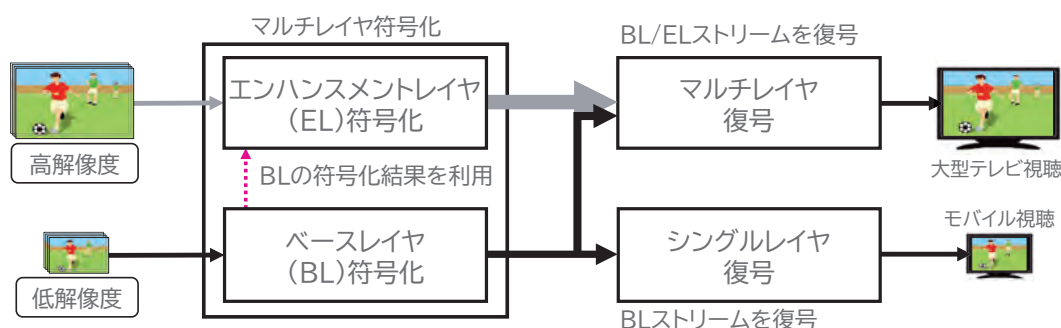 マルチレイヤ符号化
BL/ELストリームを復号
エンハンスメントレイヤ
(EL)符号化
マルチレイヤ
復号
高解像度
大型テレビ視聴
BLの符号化結果を利用
モバイル視聴
ベースレイヤ
(BL)符号化
シングルレイヤ
復号
低解像度
BLストリームを復号